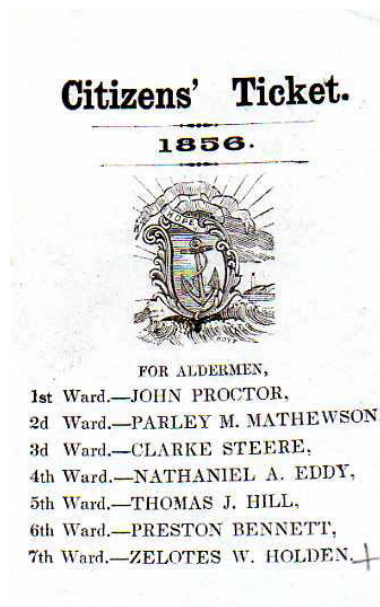 Citizens' Ticket.
1856.
HOPE
FOR ALDERMEN,
1st Ward.—JOHN PROCTOR,
2d Ward.—PARLEY M. MATHEWSON
3d Ward.—CLARKE STEERE,
4th Ward.—NATHANIEL A. EDDY,
5th Ward.—THOMAS J. HILL,
6th Ward.—PRESTON BENNETT,
7th Ward.—ZELOTES W. HOLDEN.